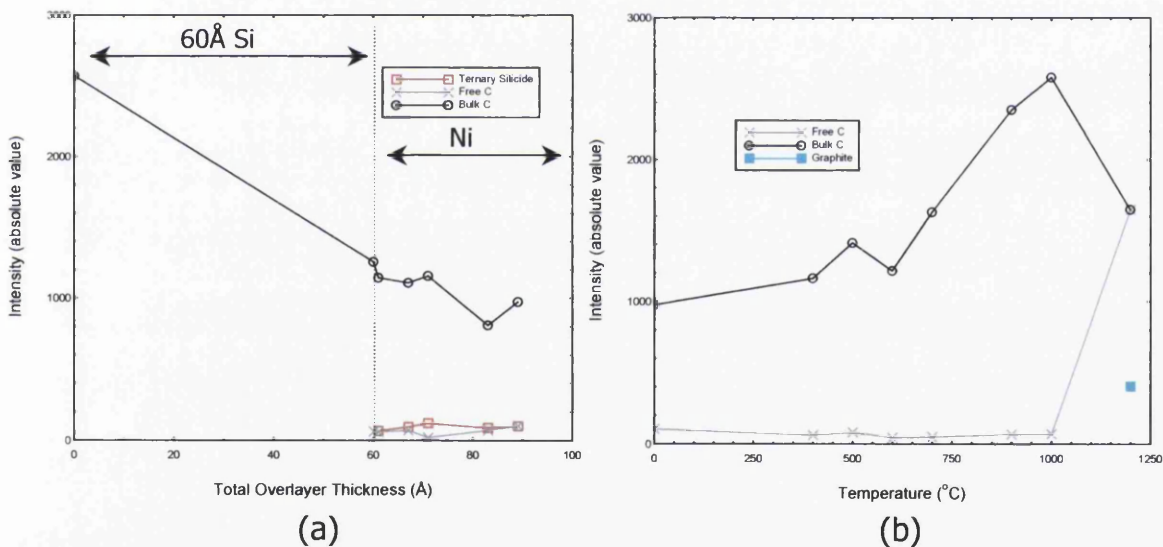 3000
2000
1000
0
Intensity (absolute value)
60Å Si
Ternary Silicide
Free C
Bulk C
Ni
0
20
40
60
80
100
Total Overlayer Thickness (Å)
(a)
3000
2000
1000
0
Intensity (absolute value)
Free C
Bulk C
Graphite
0
250
500
750
1000
1250
Temperature (°C)
(b)